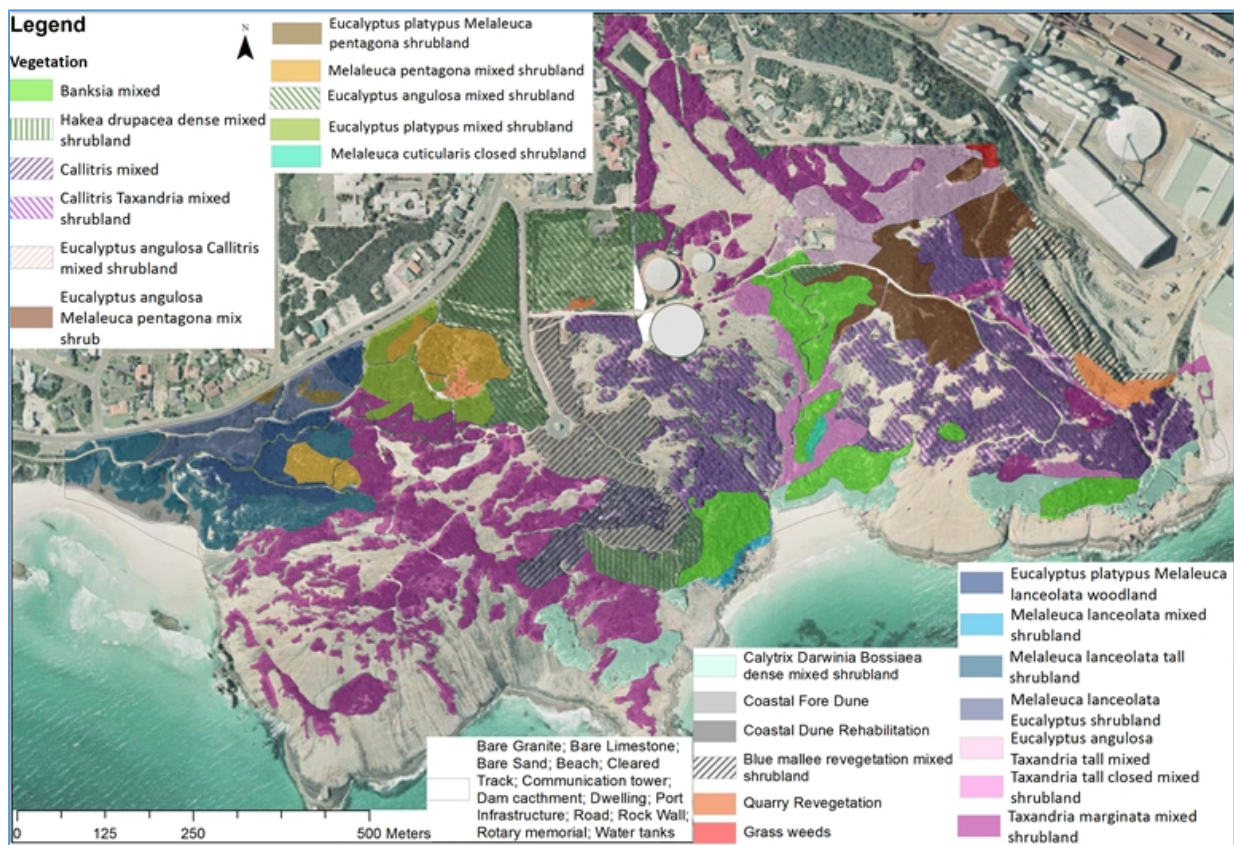 Legend
N
Vegetation
Banksia mixed
Hakea drupacea dense mixed
shrubland
Callitris mixed
Callitris Taxandria mixed
shrubland
Eucalyptus angulosa Callitris
mixed shrubland
Eucalyptus angulosa
Melaleuca pentagona mix
shrub
Eucalyptus platypus Melaleuca
pentagona shrubland
Melaleuca pentagona mixed shrubland
Eucalyptus angulosa mixed shrubland
Eucalyptus platypus mixed shrubland
Melaleuca cuticularis closed shrubland
Bare Granite; Bare Limestone;
Bare Sand; Beach; Cleared
Track; Communication tower;
Dam cacthment; Dwelling; Port
Infrastructure; Road; Rock Wall;
Rotary memorial; Water tanks
Calytrix Darwinia Bossiaea
dense mixed shrubland
Coastal Fore Dune
Coastal Dune Rehabilitation
Blue mallee revegetation mixed
shrubland
Quarry Revegetation
Grass weeds
Eucalyptus platypus Melaleuca
lanceolata woodland
Melaleuca lanceolata mixed
shrubland
Melaleuca lanceolata tall
shrubland
Melaleuca lanceolata
Eucalyptus shrubland
Eucalyptus angulosa
Taxandria tall mixed
Taxandria tall closed mixed
shrubland
Taxandria marginata mixed
shrubland
0 125 250 500 Meters